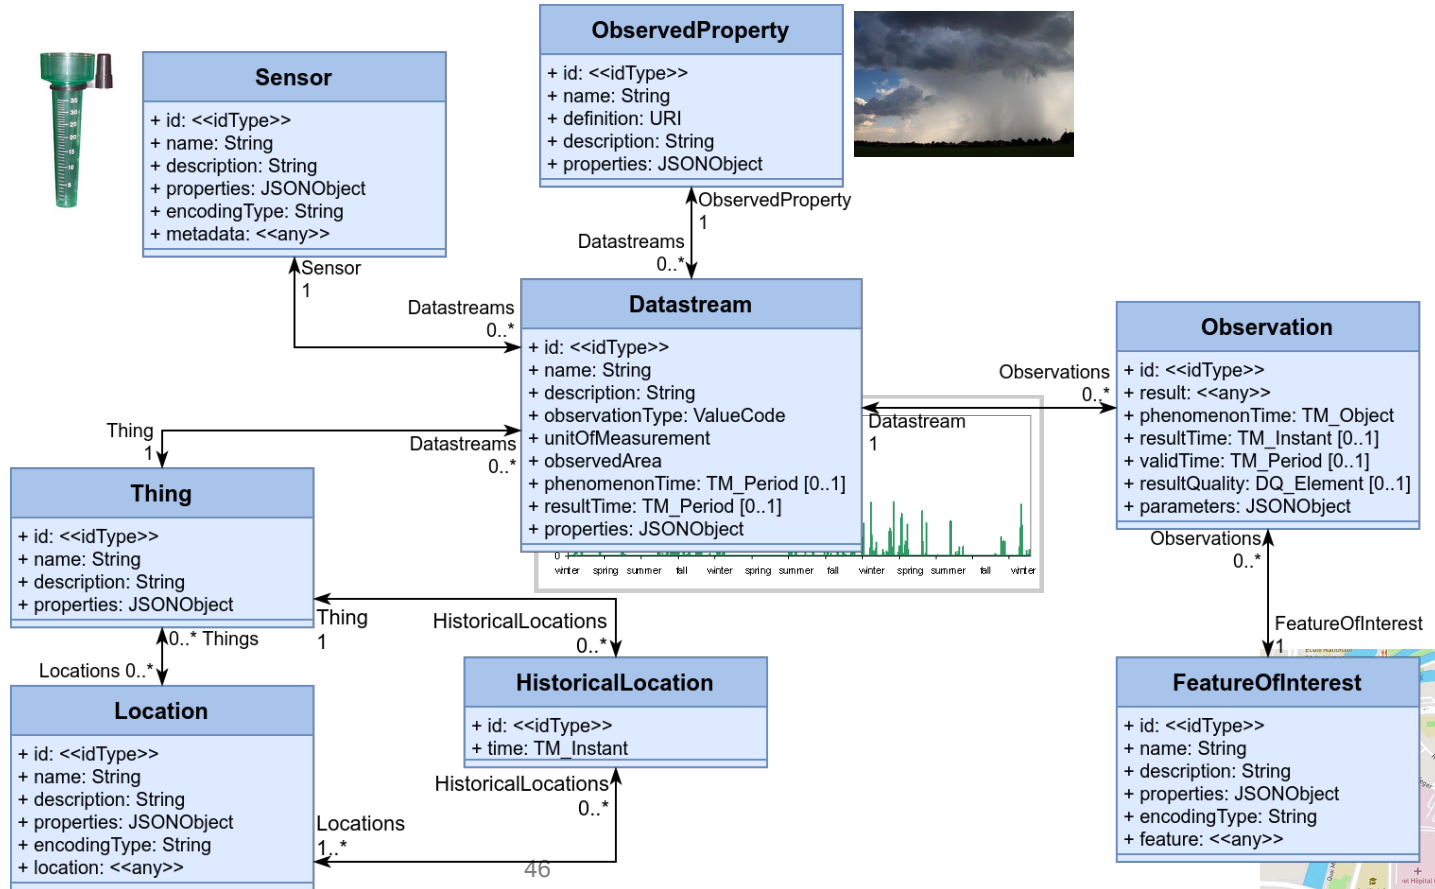 ObservedProperty
+ id: <<idType>>
+ name: String
+ definition: URI
+ description: String
+ properties: JSONObject
Sensor
+ id: <<idType>>
+ name: String
+ description: String
+ properties: JSONObject
+ encodingType: String
+ metadata: <<any>>
35
30
25
20
15
10
5
ObservedProperty
1
Datastreams
0..*
Sensor
1
Datastreams
0..*
Datastream
+ id: <<idType>>
+ name: String
+ description: String
+ observationType: ValueCode
+ unitOfMeasurement
+ observedArea
+ phenomenonTime: TM_Period [0..1]
+ resultTime: TM_Period [0..1]
+ properties: JSONObject
Observations
0..*
Datastream
1
Observation
+ id: <<idType>>
+ result: <<any>>
+ phenomenonTime: TM_Object
+ resultTime: TM_Instant [0..1]
+ validTime: TM_Period [0..1]
+ resultQuality: DQ_Element [0..1]
+ parameters: JSONObject
Thing
1
Datastreams
0..*
0
winter spring summer fall winter spring summer fall winter spring summer fall winter
Thing
+ id: <<idType>>
+ name: String
+ description: String
+ properties: JSONObject
Thing
1
HistoricalLocations
0..*
0..* Things
Locations 0..*
Observations
0..*
FeatureOfInterest
1
HistoricalLocation
+ id: <<idType>>
+ time: TM_Instant
HistoricalLocations
0..*
Location
+ id: <<idType>>
+ name: String
+ description: String
+ properties: JSONObject
+ encodingType: String
+ location: <<any>>
Locations
1..*
46
FeatureOfInterest
+ id: <<idType>>
+ name: String
+ description: String
+ properties: JSONObject
+ encodingType: String
+ feature: <<any>>